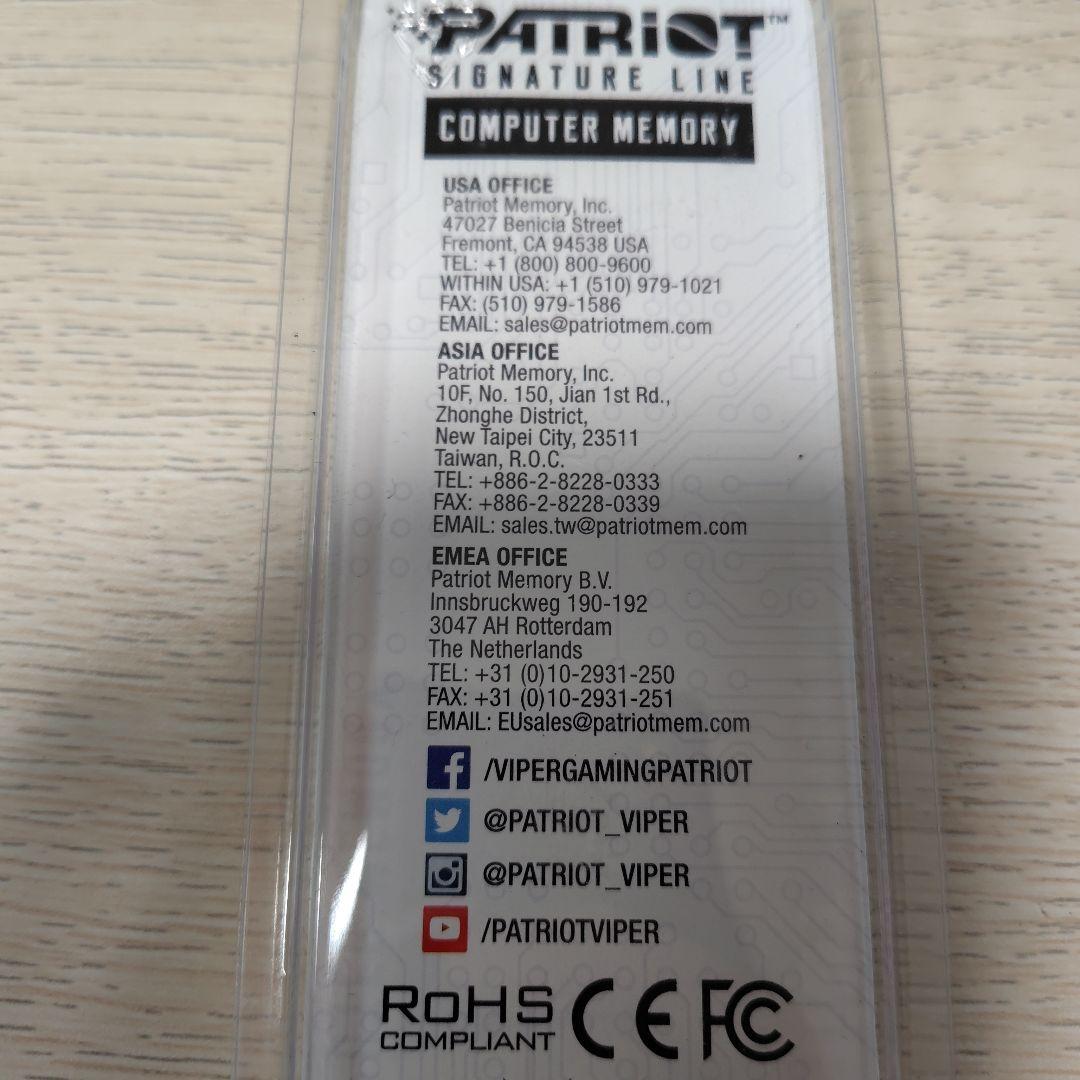 PATRiOT™
SIGNATURE LINE
COMPUTER MEMORY
USA OFFICE
Patriot Memory, Inc.
47027 Benicia Street
Fremont, CA 94538 USA
TEL: +1 (800) 800-9600
WITHIN USA: +1 (510) 979-1021
FAX: (510) 979-1586
EMAIL: sales@patriotmem.com
ASIA OFFICE
Patriot Memory, Inc.
10F, No. 150, Jian 1st Rd.,
Zhonghe District,
New Taipei City, 23511
Taiwan, R.O.C.
TEL: +886-2-8228-0333
FAX: +886-2-8228-0339
EMAIL: sales.tw@patriotmem.com
EMEA OFFICE
Patriot Memory B.V.
Innsbruckweg 190-192
3047 AH Rotterdam
The Netherlands
TEL: +31 (0)10-2931-250
FAX: +31 (0)10-2931-251
EMAIL: EUsales@patriotmem.com
/VIPERGAMINGPATRIOT
@PATRIOT_VIPER
@PATRIOT_VIPER
/PATRIOTVIPER
RoHS CE FC
COMPLIANT